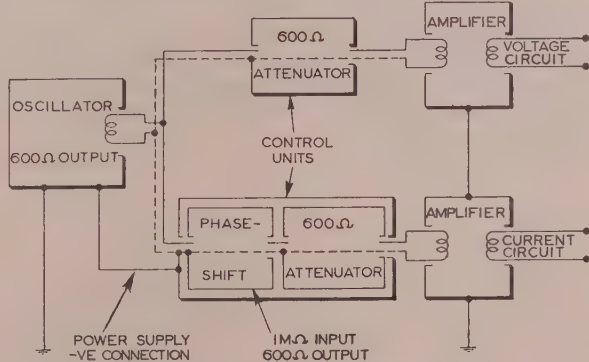 AMPLIFIER
600Ω
VOLTAGE
CIRCUIT
ATTENUATOR
OSCILLATOR
600Ω OUTPUT
CONTROL
UNITS
AMPLIFIER
PHASE-
600Ω
CURRENT
CIRCUIT
SHIFT
ATTENUATOR
POWER SUPPLY
-VE CONNECTION
1MΩ INPUT
600Ω OUTPUT